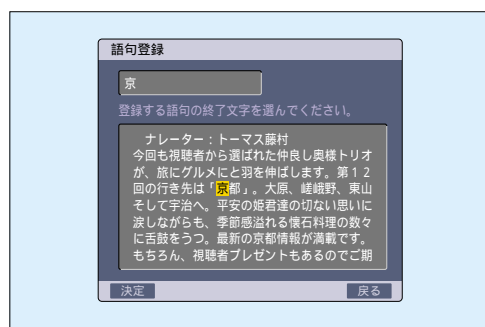 語句登録
京
登録する語句の終了文字を選んでください。
ナレーター：トーマス藤村
今回も視聴者から選ばれた仲良し奥様トリオ
が、旅にグルメにと羽を伸ばします。第１２
回の行き先は「京都」。大原、嵯峨野、東山
そして宇治へ。平安の姫君達の切ない思いに
涙しながらも、季節感溢れる懐石料理の数々
に舌鼓をうつ。最新の京都情報が満載です。
もちろん、視聴者プレゼントもあるのでご期
決定
戻る